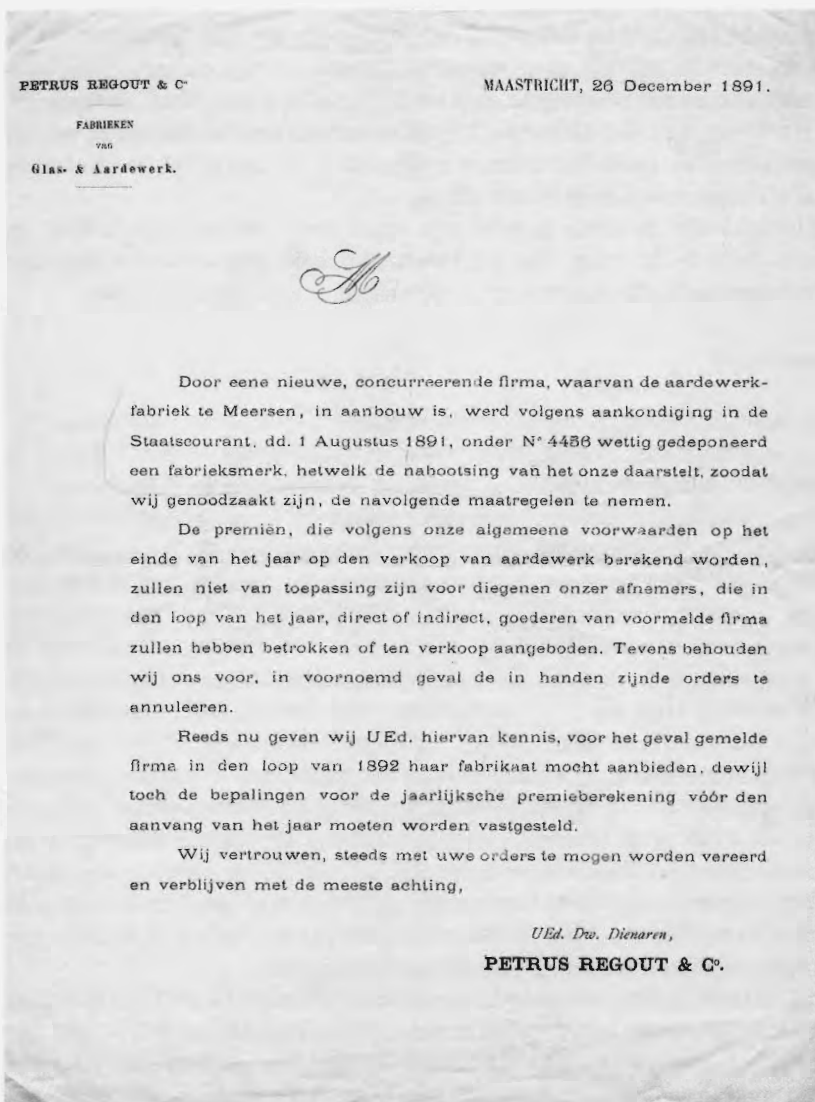 PETRUS REGOUT & Cº
MAASTRICHT, 26 December 1891.
FABRIEKEN
van
Glas- & Aardewerk.
M
Door eene nieuwe, concurreerende firma, waarvan de aardewerk-
fabriek te Meersen, in aanbouw is, werd volgens aankondiging in de
Staatscourant, dd. 1 Augustus 1891, onder Nº 4436 wettig gedeponeerd
een fabrieksmerk, hetwelk de nabootsing van het onze daarstelt, zoodat
wij genoodzaakt zijn, de navolgende maatregelen te nemen.
De premiën, die volgens onze algemeene voorwaarden op het
einde van het jaar op den verkoop van aardewerk berekend worden,
zullen niet van toepassing zijn voor diegenen onzer afnemers, die in
den loop van het jaar, direct of indirect, goederen van voormelde firma
zullen hebben betrokken of ten verkoop aangeboden. Tevens behouden
wij ons voor, in voornoemd geval de in handen zijnde orders te
annuleeren.
Reeds nu geven wij UEd. hiervan kennis, voor het geval gemelde
firma in den loop van 1892 haar fabrikaat mocht aanbieden, dewijl
toch de bepalingen voor de jaarlijksche premieberekening vóór den
aanvang van het jaar moeten worden vastgesteld.
Wij vertrouwen, steeds met uwe orders te mogen worden vereerd
en verblijven met de meeste achting,
UEd. Dw. Dienaren,
PETRUS REGOUT & Cº.